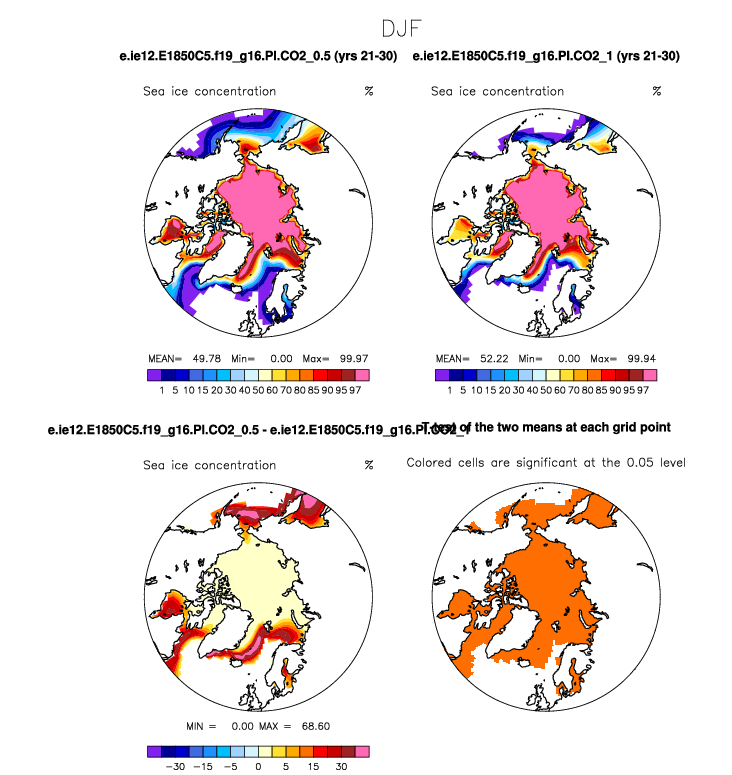 DJF
e.ie12.E1850C5.f19_g16.PI.CO2_0.5 (yrs 21-30) e.ie12.E1850C5.f19_g16.PI.CO2_1 (yrs 21-30)
Sea ice concentration %
Sea ice concentration %
MEAN= 49.78 Min= 0.00 Max= 99.97
MEAN= 52.22 Min= 0.00 Max= 99.94
1 5 10 15 20 30 40 50 60 70 80 85 90 95 97
1 5 10 15 20 30 40 50 60 70 80 85 90 95 97
e.ie12.E1850C5.f19_g16.PI.CO2_0.5 - e.ie12.E1850C5.f19_g16.PI.CO2_1
T-test of the two means at each grid point
Sea ice concentration %
Colored cells are significant at the 0.05 level
MIN = 0.00 MAX = 68.60
-30 -15 -5 0 5 15 30